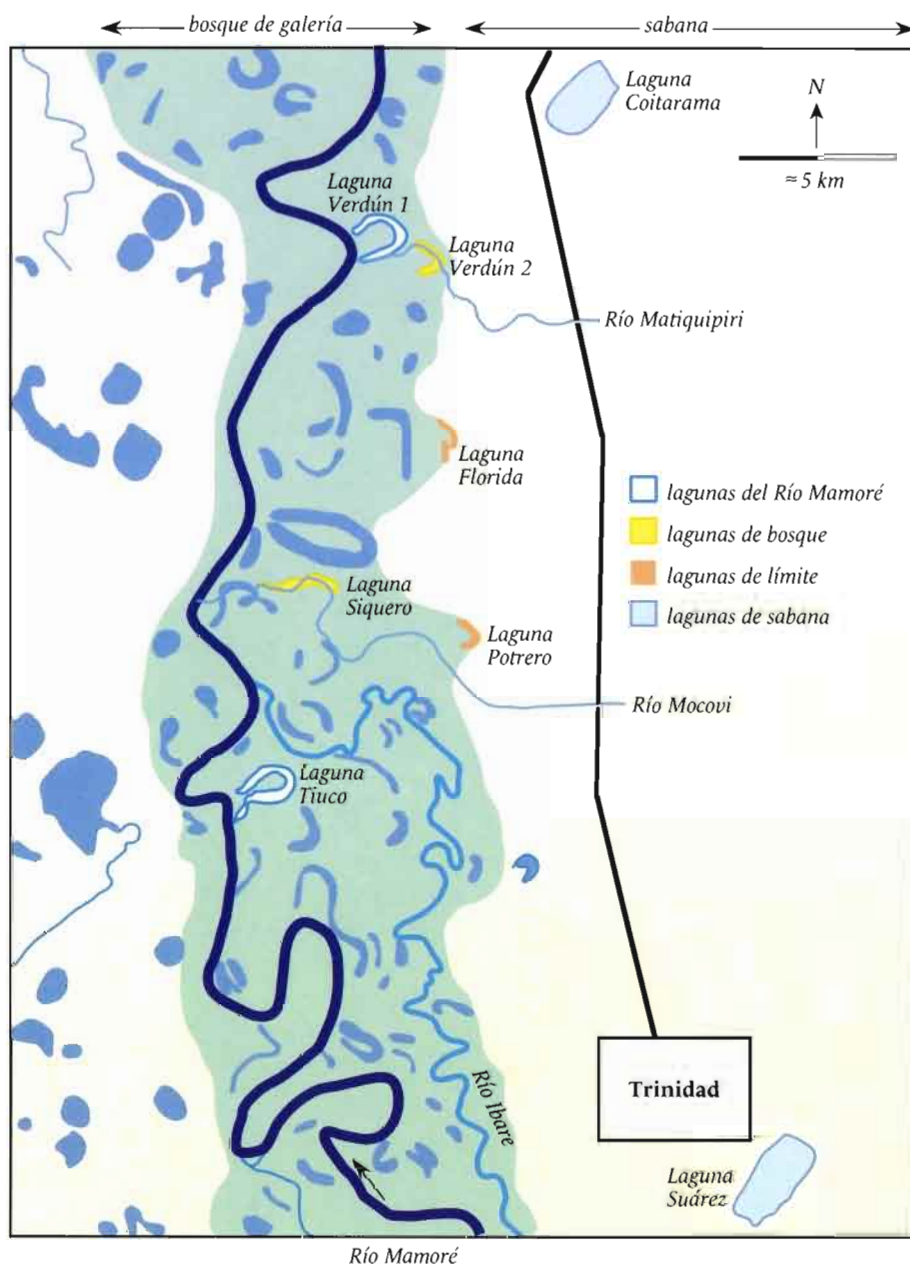 bosque de galería
sabana
Laguna
Coitarama
N
≈ 5 km
Laguna
Verdún 1
Laguna
Verdún 2
Río Matiquipiri
Laguna
Florida
lagunas del Río Mamoré
lagunas de bosque
lagunas de límite
lagunas de sabana
Laguna
Siquero
Laguna
Potrero
Río Mocovi
Laguna
Tiuco
Río Ibare
Trinidad
Laguna
Suárez
Río Mamoré